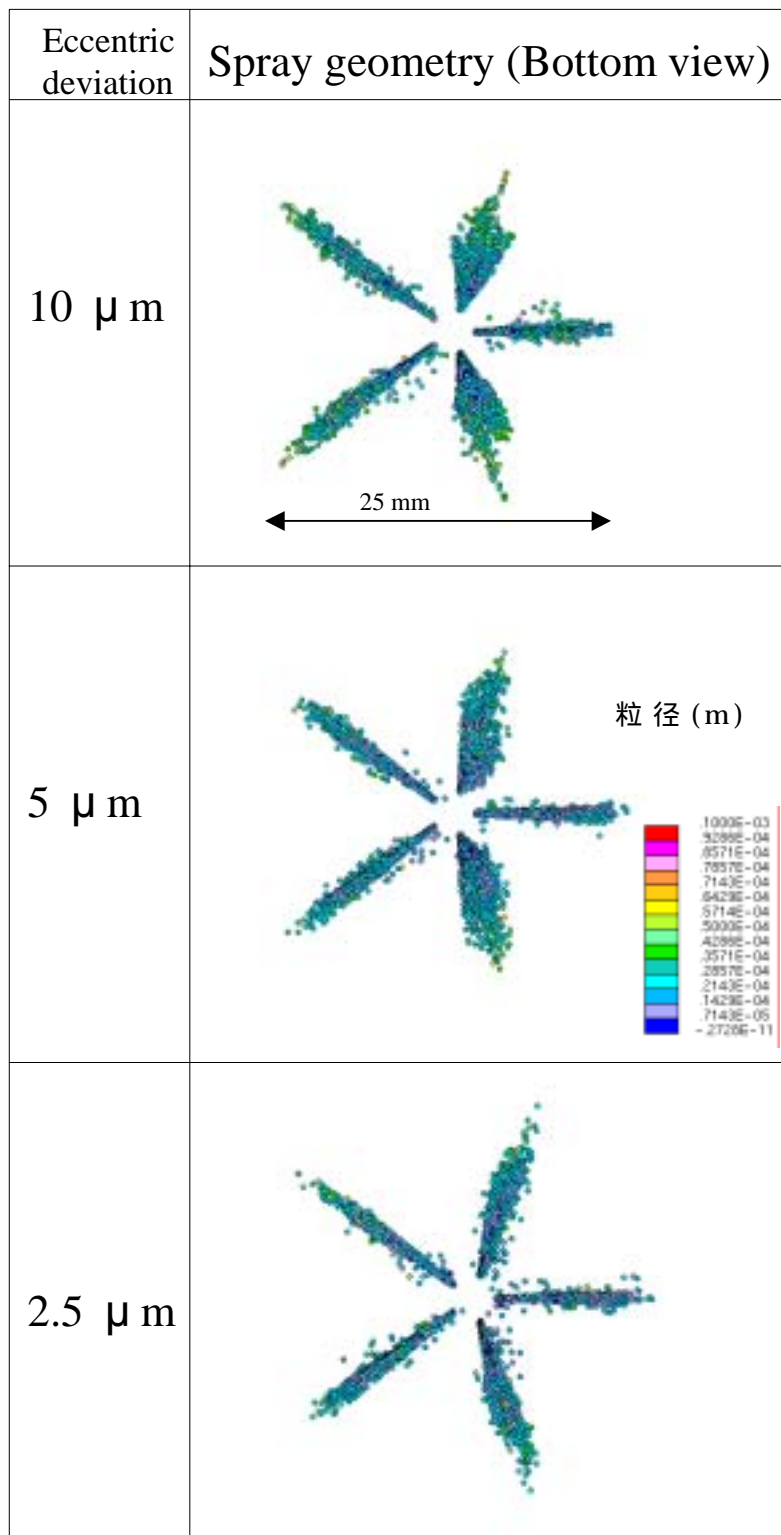 Eccentric
deviation
Spray geometry (Bottom view)
10 μm
25 mm
5 μm
粒径(m)
.1000E-03
.9286E-04
.8571E-04
.7857E-04
.7143E-04
.6429E-04
.5714E-04
.5000E-04
.4286E-04
.3571E-04
.2857E-04
.2143E-04
.1429E-04
.7143E-05
-.2728E-11
2.5 μm